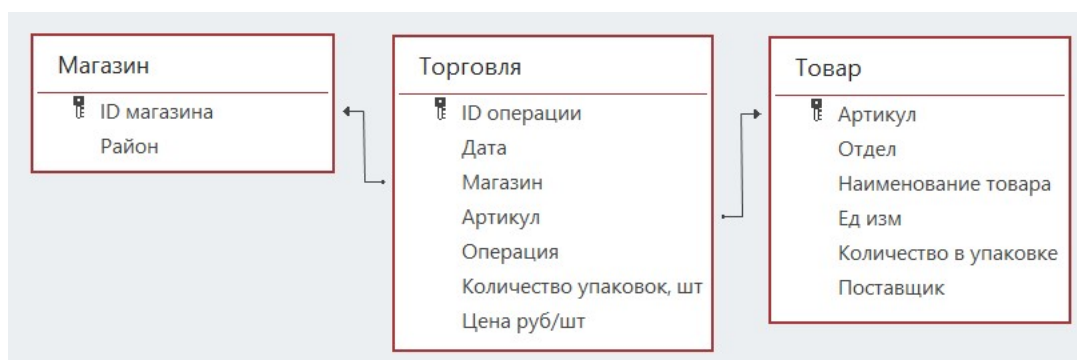 Магазин
ID магазина
Район
Торговля
ID операции
Дата
Магазин
Артикул
Операция
Количество упаковок, шт
Цена руб/шт
Товар
Артикул
Отдел
Наименование товара
Ед изм
Количество в упаковке
Поставщик